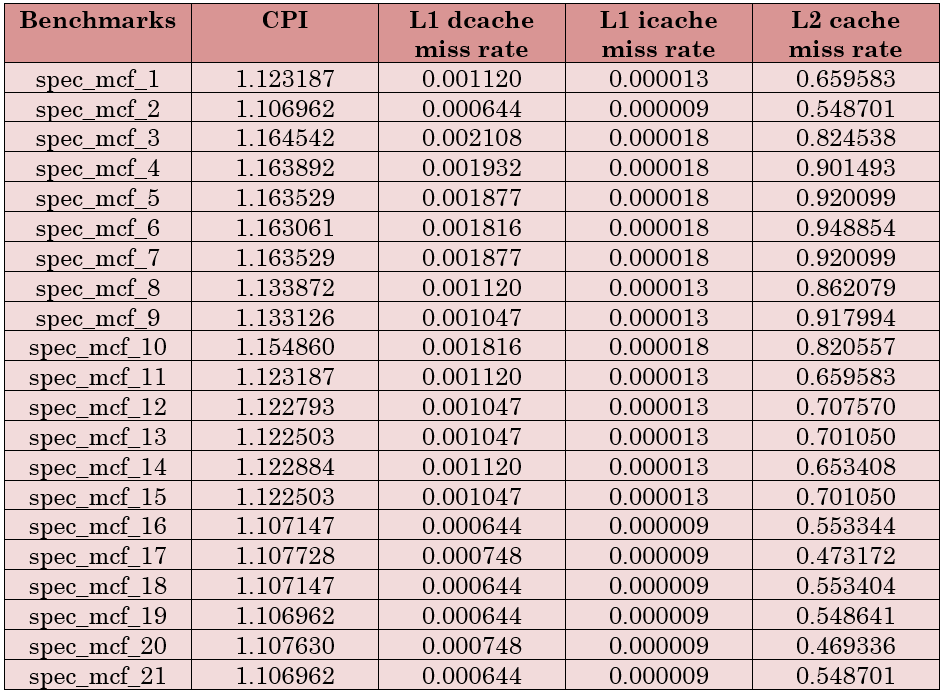 Benchmarks CPI L1 dcache miss rate L1 icache miss rate L2 cache miss rate
spec_mcf_1 1.123187 0.001120 0.000013 0.659583
spec_mcf_2 1.106962 0.000644 0.000009 0.548701
spec_mcf_3 1.164542 0.002108 0.000018 0.824538
spec_mcf_4 1.163892 0.001932 0.000018 0.901493
spec_mcf_5 1.163529 0.001877 0.000018 0.920099
spec_mcf_6 1.163061 0.001816 0.000018 0.948854
spec_mcf_7 1.163529 0.001877 0.000018 0.920099
spec_mcf_8 1.133872 0.001120 0.000013 0.862079
spec_mcf_9 1.133126 0.001047 0.000013 0.917994
spec_mcf_10 1.154860 0.001816 0.000018 0.820557
spec_mcf_11 1.123187 0.001120 0.000013 0.659583
spec_mcf_12 1.122793 0.001047 0.000013 0.707570
spec_mcf_13 1.122503 0.001047 0.000013 0.701050
spec_mcf_14 1.122884 0.001120 0.000013 0.653408
spec_mcf_15 1.122503 0.001047 0.000013 0.701050
spec_mcf_16 1.107147 0.000644 0.000009 0.553344
spec_mcf_17 1.107728 0.000748 0.000009 0.473172
spec_mcf_18 1.107147 0.000644 0.000009 0.553404
spec_mcf_19 1.106962 0.000644 0.000009 0.548641
spec_mcf_20 1.107630 0.000748 0.000009 0.469336
spec_mcf_21 1.106962 0.000644 0.000009 0.548701